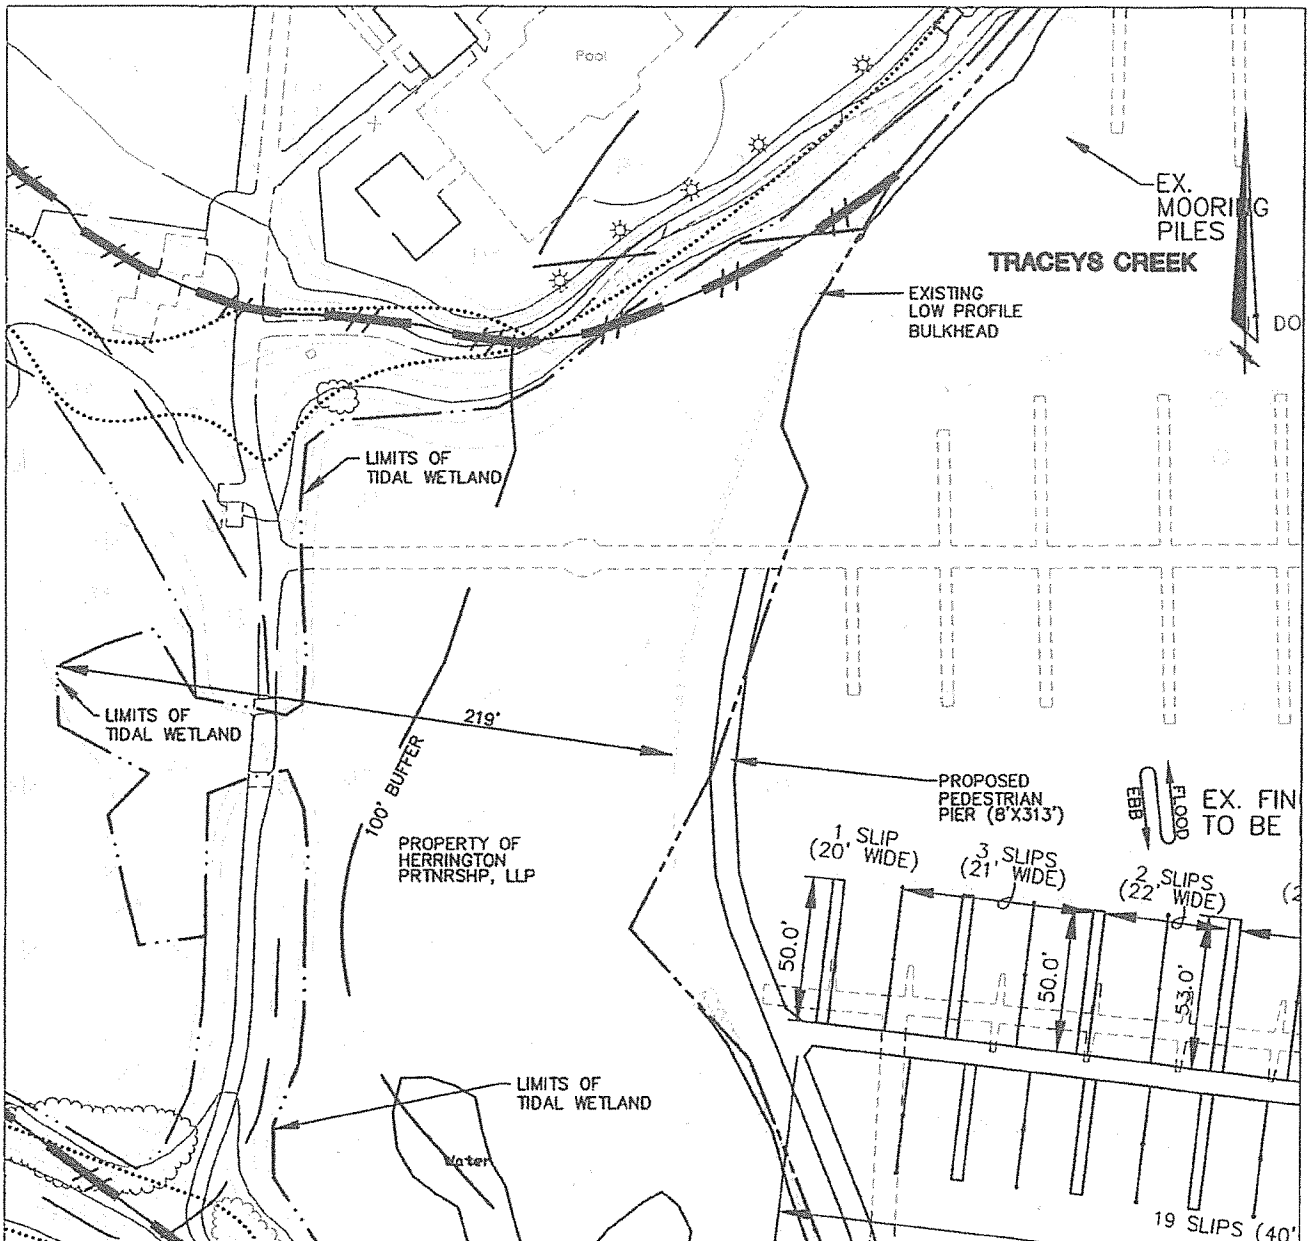 Pool
EX.
MOORING
PILES
TRACEYS CREEK
EXISTING
LOW PROFILE
BULKHEAD
DO
LIMITS OF
TIDAL WETLAND
LIMITS OF
TIDAL WETLAND
219'
100' BUFFER
PROPERTY OF
HERRINGTON
PRTNRSHP, LLP
PROPOSED
PEDESTRIAN
PIER (8'X313')
EBB
FLOOD
EX. FIN
TO BE
1 SLIP
(20' WIDE)
3 SLIPS
(21' WIDE)
2 SLIPS
(22' WIDE)
(2
50.0'
50.0'
53.0'
LIMITS OF
TIDAL WETLAND
Water
19 SLIPS (40'